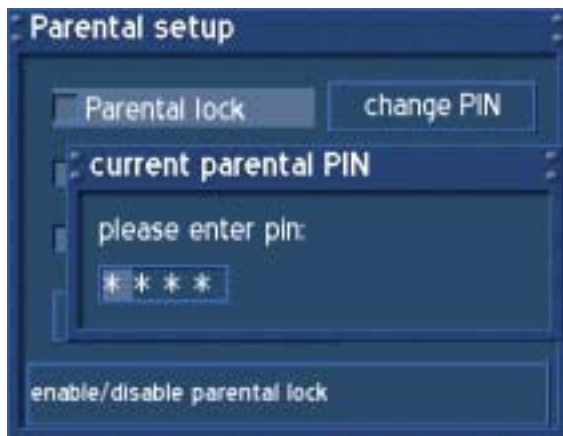 Parental setup
Parental lock
change PIN
current parental PIN
please enter pin:
* * * *
enable/disable parental lock